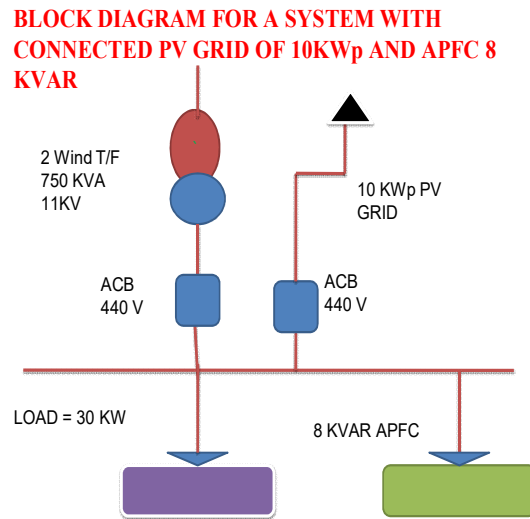 BLOCK DIAGRAM FOR A SYSTEM WITH
CONNECTED PV GRID OF 10KWp AND APFC 8
KVAR
2 Wind T/F
750 KVA
11KV
10 KWp PV
GRID
ACB
440 V
ACB
440 V
LOAD = 30 KW
8 KVAR APFC